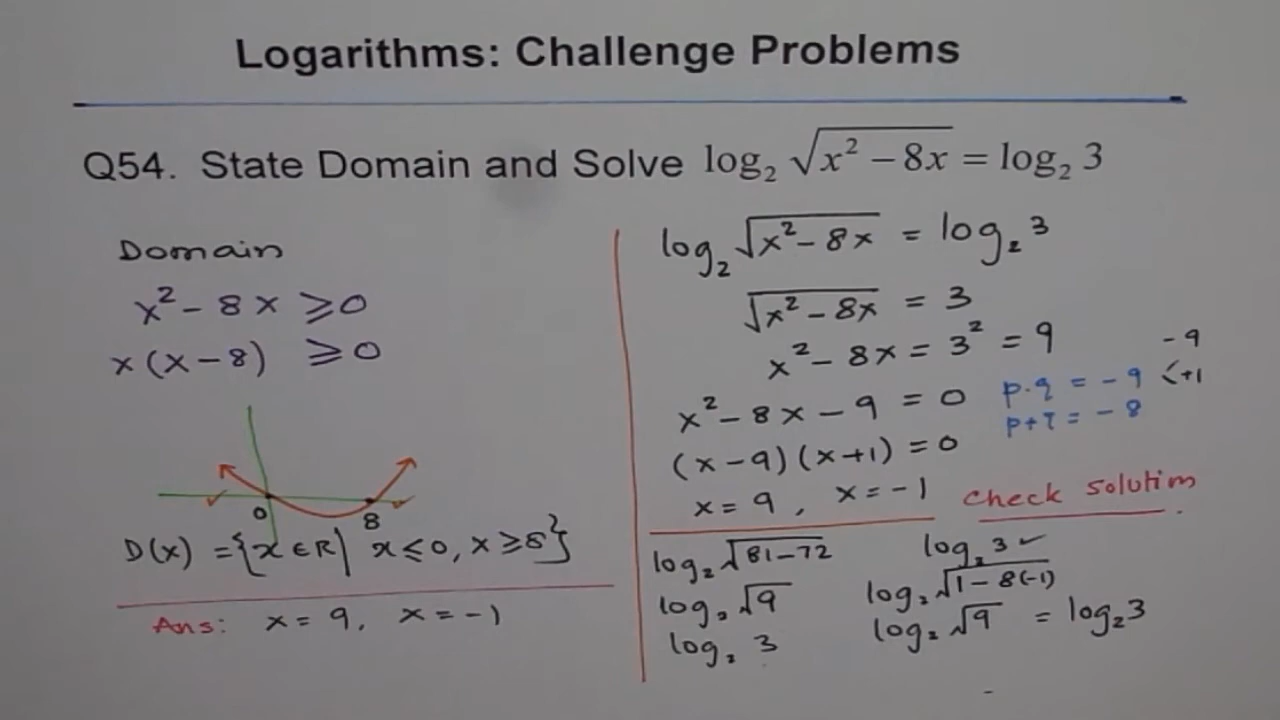 Logarithms: Challenge Problems
Q54. State Domain and Solve log₂ √(x² − 8x) = log₂ 3
Domain
x² − 8x ≥ 0
x(x − 8) ≥ 0
0 8
D(x) = {x ∈ R | x ≤ 0, x ≥ 8}
Ans: x = 9, x = −1
log₂ √(x² − 8x) = log₂ 3
√(x² − 8x) = 3
x² − 8x = 3² = 9
x² − 8x − 9 = 0
p·q = −9 < −9 +1
p+q = −8
(x − 9)(x + 1) = 0
x = 9, x = −1
check solution
log₂ √(81 − 72)
log₂ √9
log₂ 3
log₂ 3 ✓
log₂ √(1 − 8(−1))
log₂ √9 = log₂ 3